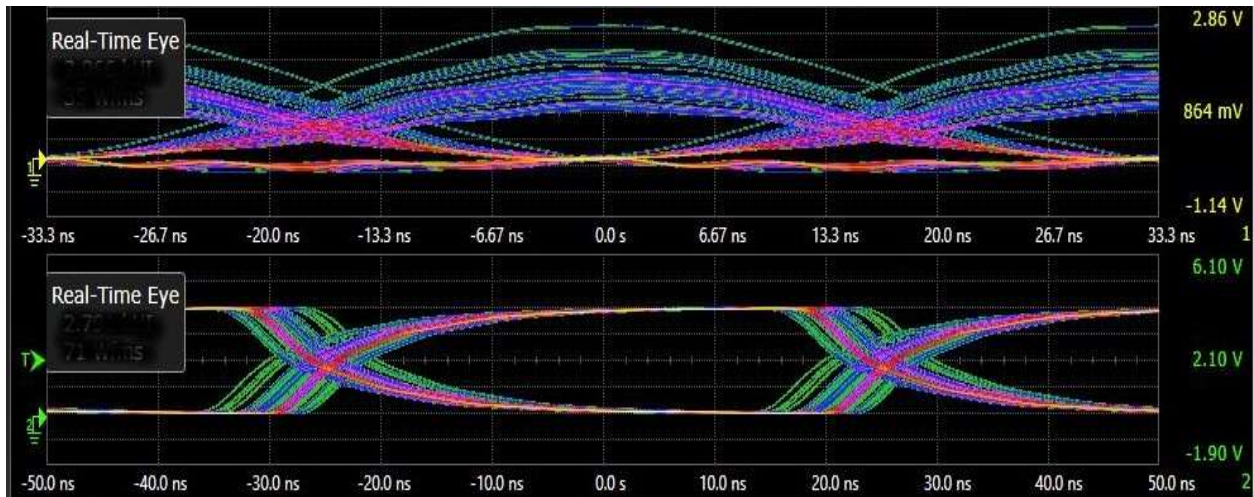 Real-Time Eye
2.86 V
864 mV
1
-1.14 V
-33.3 ns -26.7 ns -20.0 ns -13.3 ns -6.67 ns 0.0 s 6.67 ns 13.3 ns 20.0 ns 26.7 ns 33.3 ns 1
Real-Time Eye
71 Wfms
6.10 V
T 2.10 V
2
-1.90 V
-50.0 ns -40.0 ns -30.0 ns -20.0 ns -10.0 ns 0.0 s 10.0 ns 20.0 ns 30.0 ns 40.0 ns 50.0 ns 2